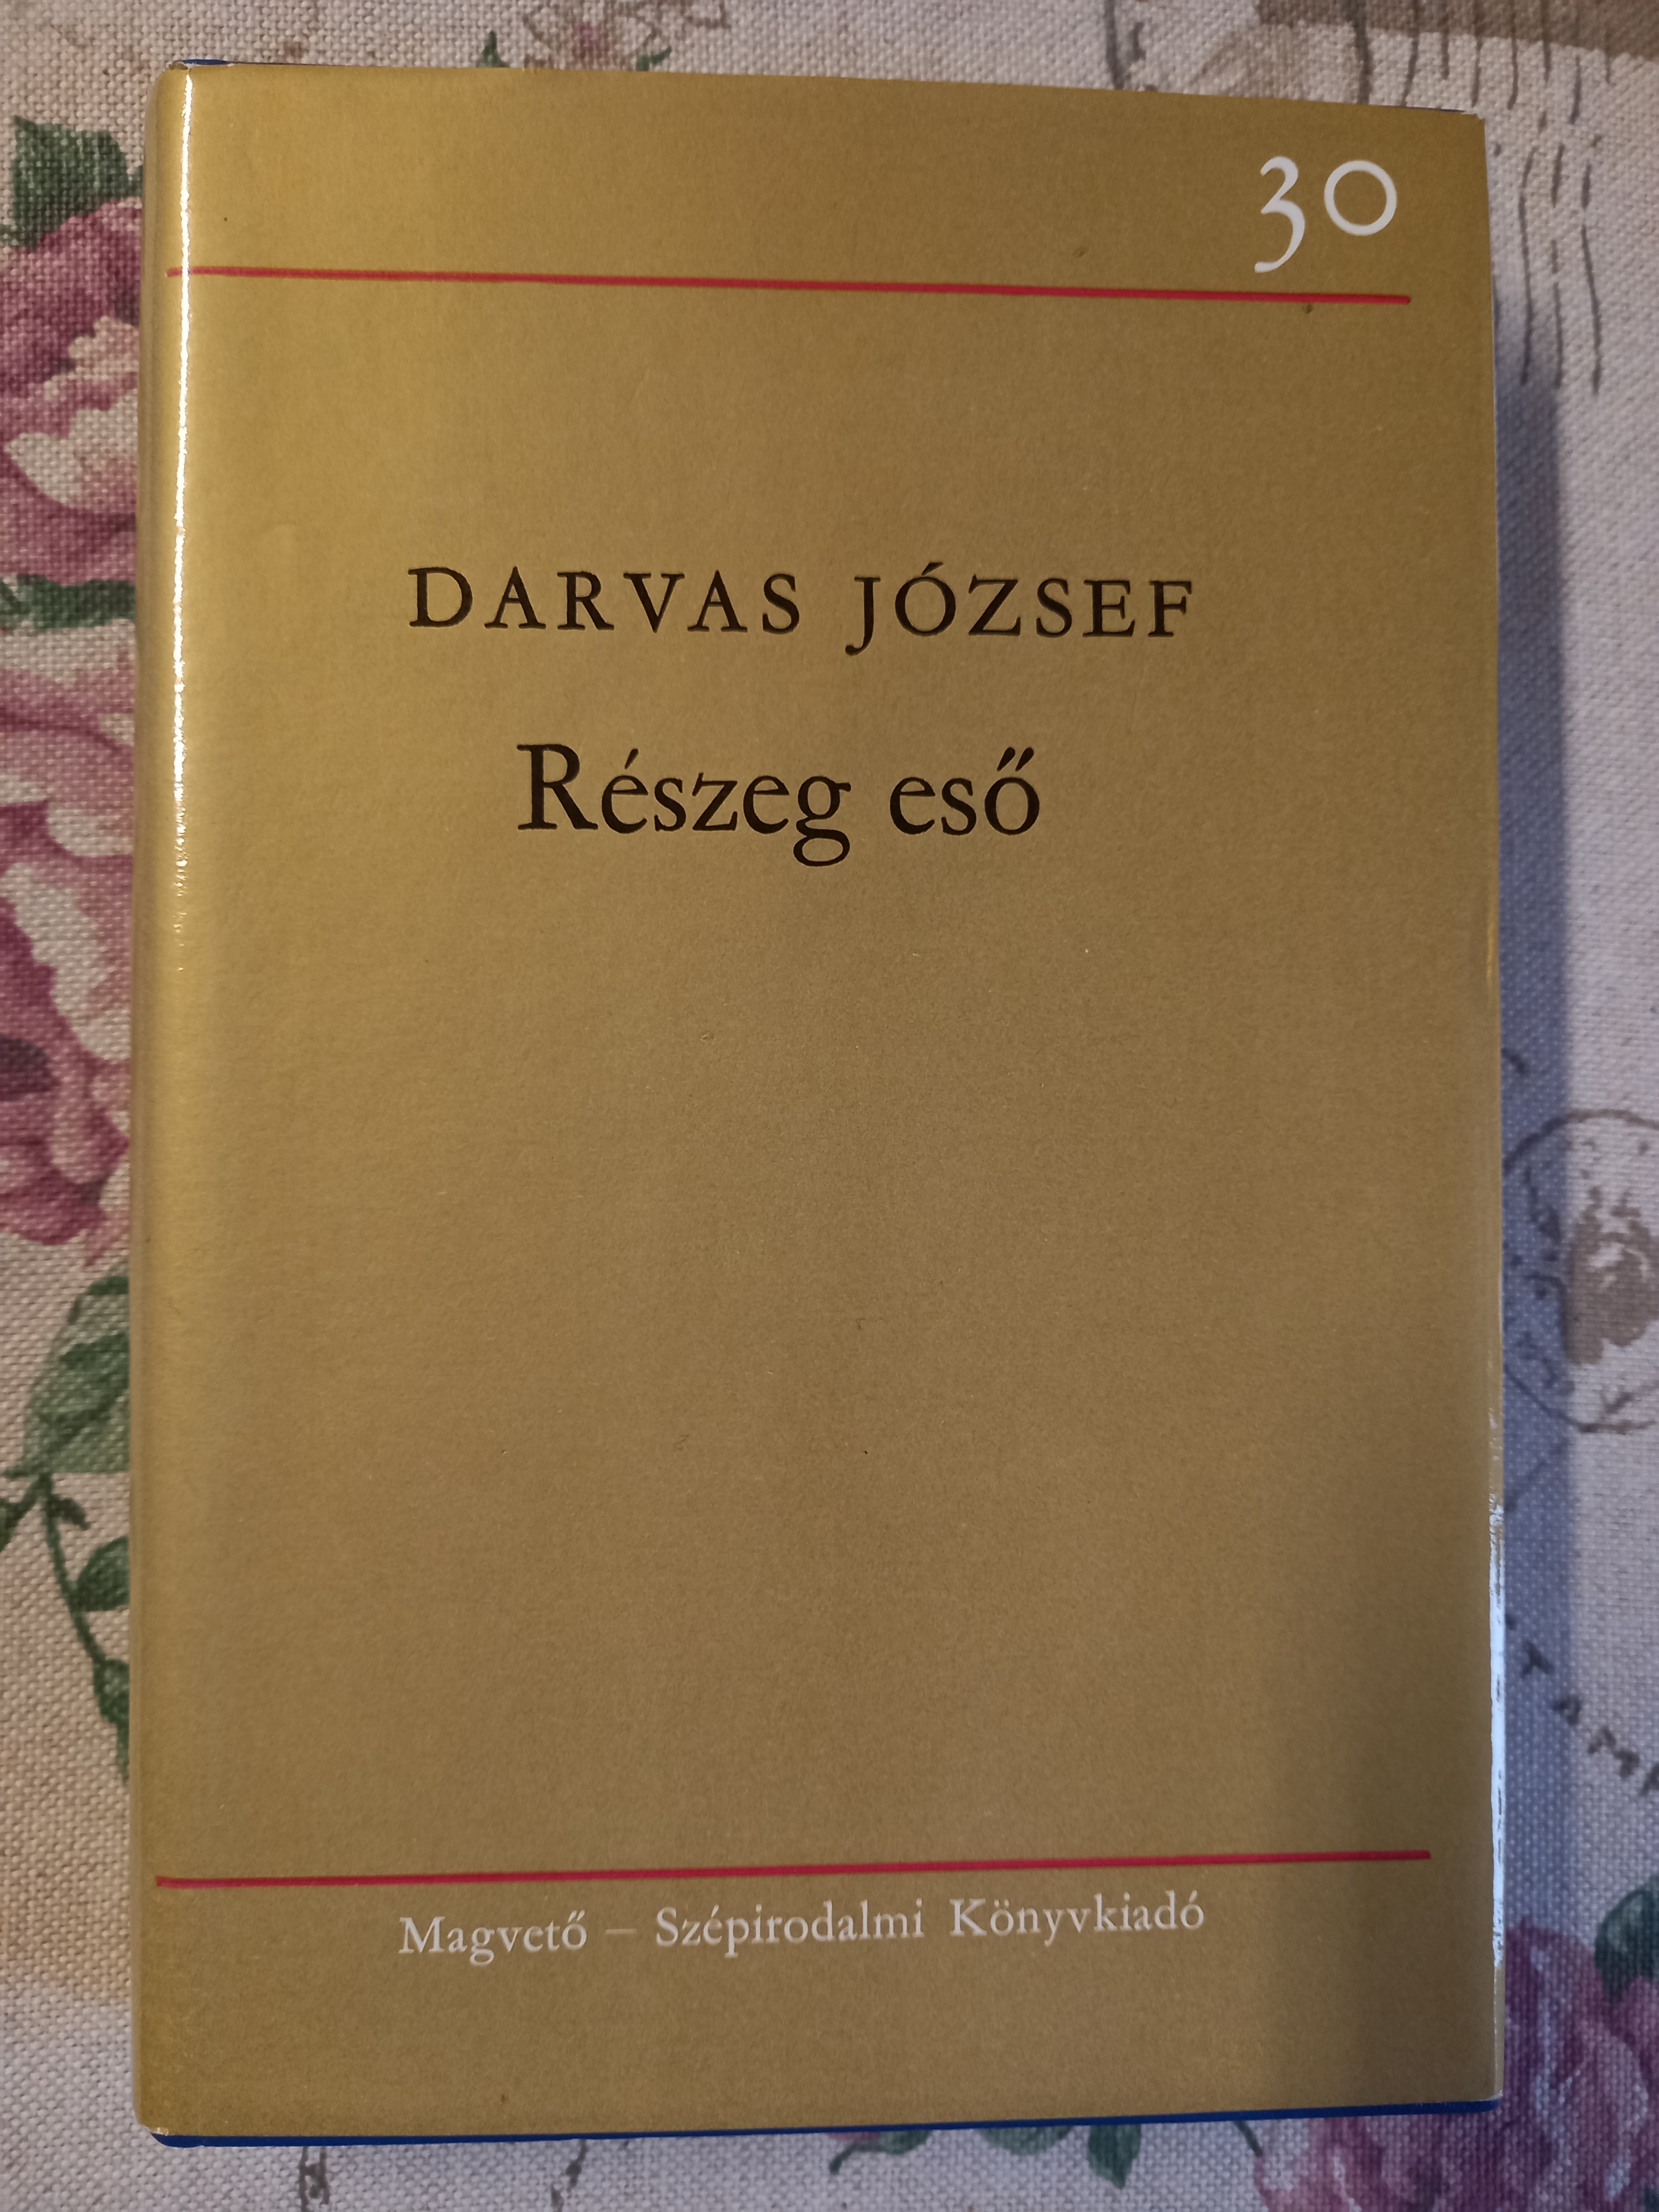 30
DARVAS JÓZSEF
Részeg eső
Magvető – Szépirodalmi Könyvkiadó